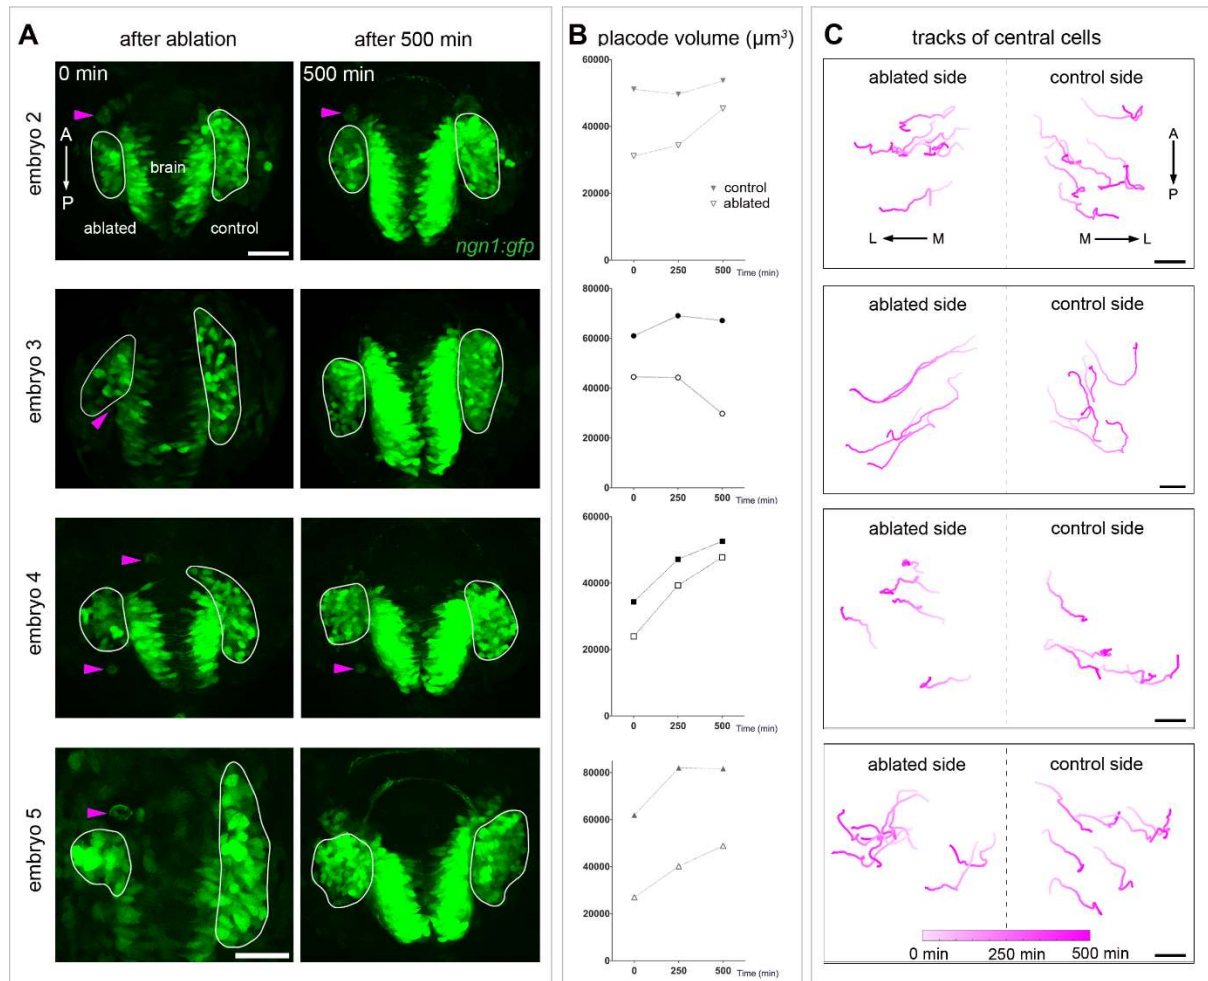 A
after ablation
after 500 min
embryo 2
0 min
A
P
brain
ablated
control
500 min
ngn1:gfp
embryo 3
embryo 4
embryo 5
B
placode volume (µm³)
60000
40000
20000
0
control
ablated
0
250
500
Time (min)
80000
60000
40000
20000
0
0
250
500
Time (min)
60000
40000
20000
0
0
250
500
Time (min)
80000
60000
40000
20000
0
0
250
500
Time (min)
C
tracks of central cells
ablated side
control side
A
P
L
M
M
L
ablated side
control side
ablated side
control side
ablated side
control side
0 min
250 min
500 min